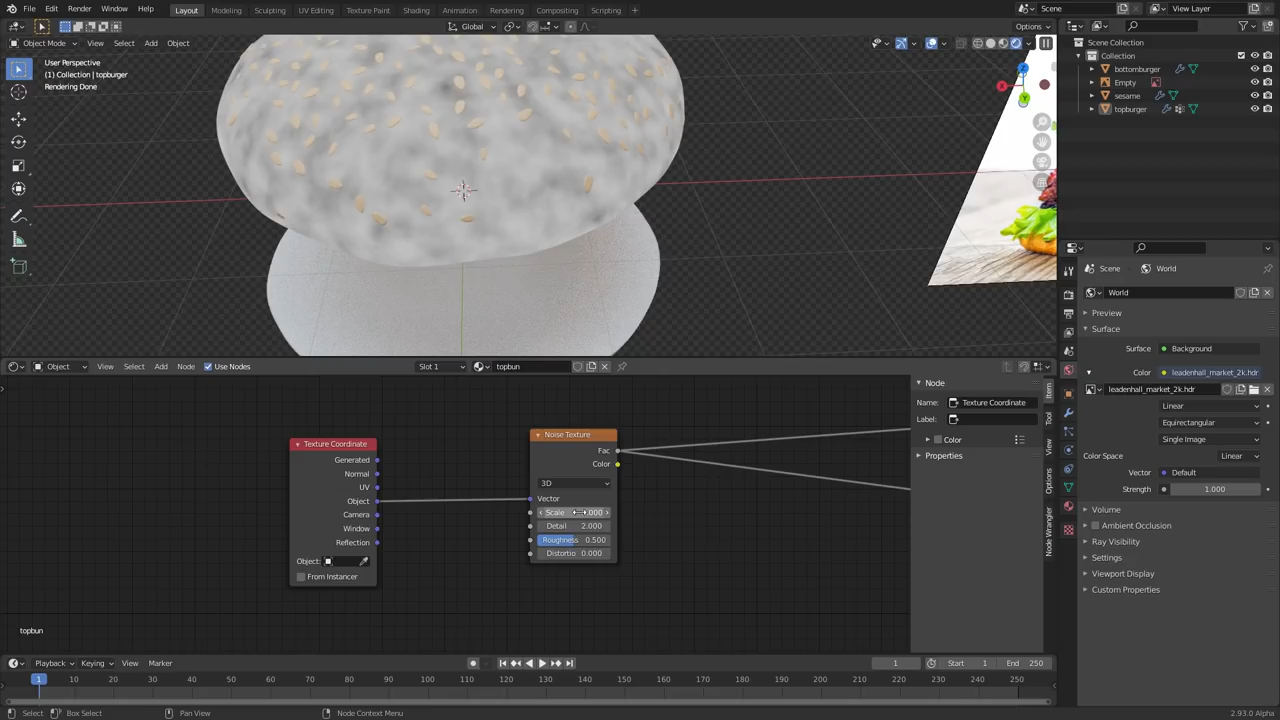 File Edit Render Window Help Layout Modeling Sculpting UV Editing Texture Paint Shading Animation Rendering Compositing Scripting + Scene View Layer
Global Options
Object Mode View Select Add Object
User Perspective
(1) Collection | topburger
Rendering Done
Scene Collection
Collection
bottomburger
Empty
sesame
topburger
Scene World
World
Preview
Surface
Surface Background
Color leadenhall_market_2k.hdr
leadenhall_market_2k.hdr
Linear
Equirectangular
Single Image
Color Space Linear
Vector Default
Strength 1.000
Volume
Ambient Occlusion
Ray Visibility
Settings
Viewport Display
Custom Properties
Object View Select Add Node Use Nodes Slot 1 topbun
Texture Coordinate
Generated
Normal
UV
Object
Camera
Window
Reflection
Object:
From Instancer
Noise Texture
Fac
Color
3D
Vector
Scale
Detail 2.000
Roughness 0.500
Distortio 0.000
Node
Name: Texture Coordinate
Label:
Color
Properties
Item
Tool
View
Options
Node Wrangler
topbun
Playback Keying View Marker 1 Start 1 End 250
1 10 20 30 40 50 60 70 80 90 100 110 120 130 140 150 160 170 180 190 200 210 220 230 240 250
Select Box Select Pan View Node Context Menu 2.93.0 Alpha